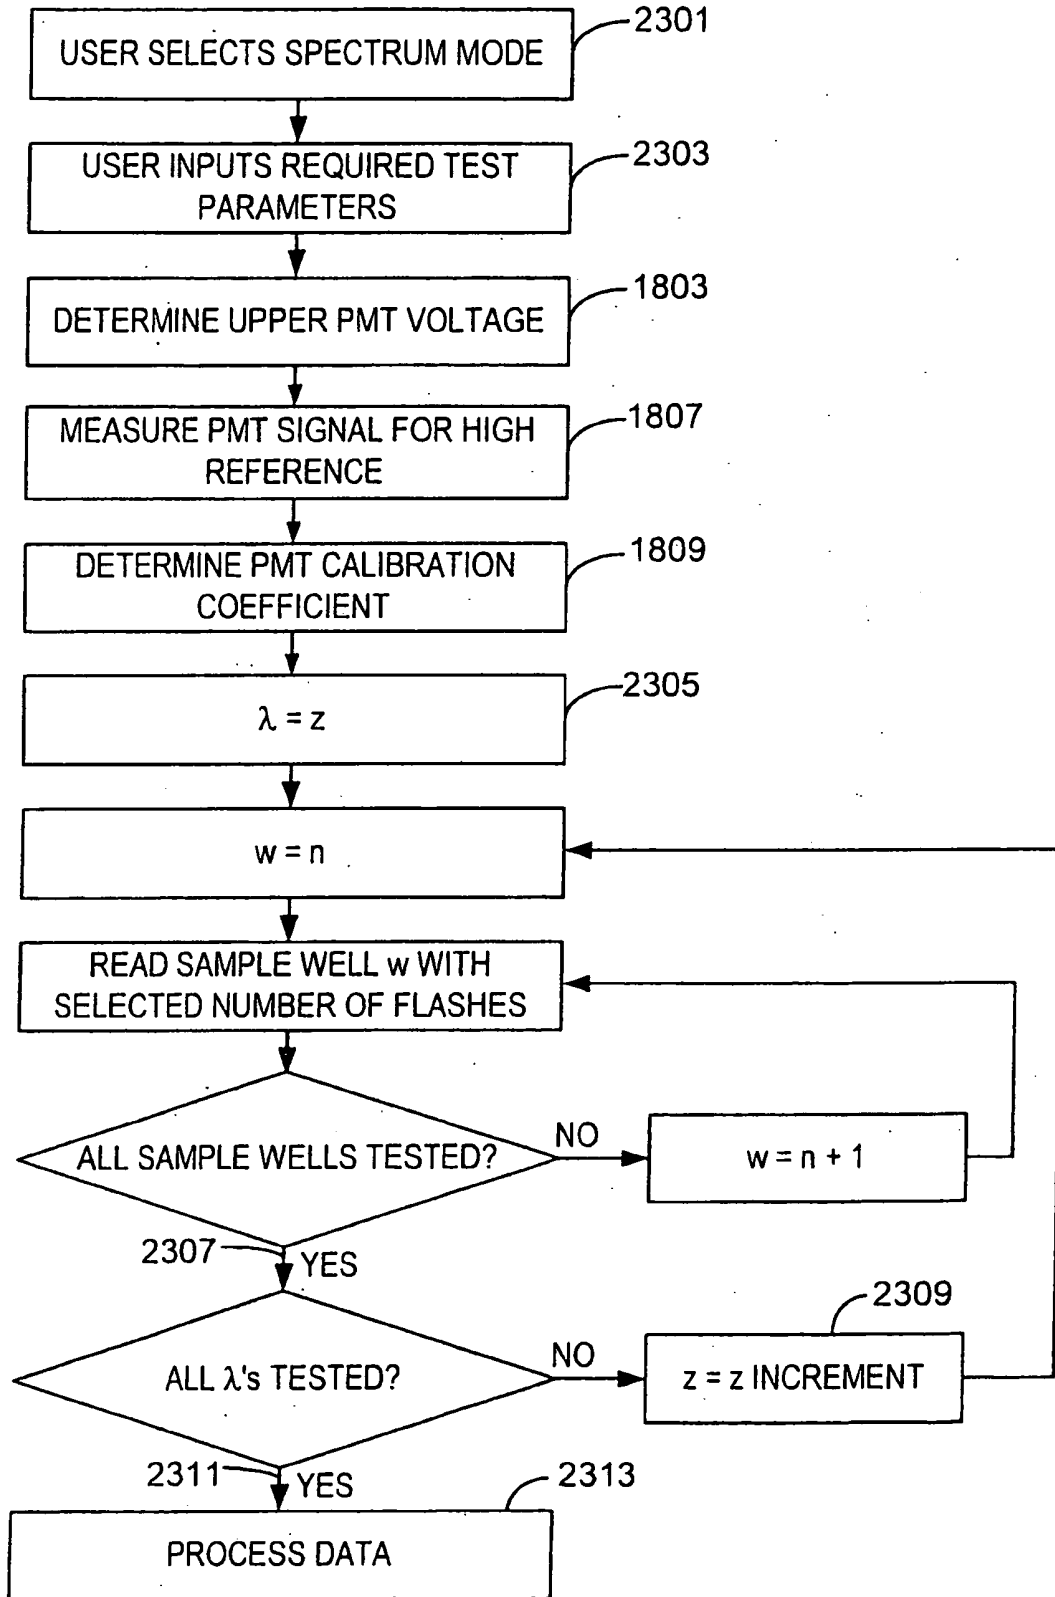 2301
USER SELECTS SPECTRUM MODE
2303
USER INPUTS REQUIRED TEST
PARAMETERS
1803
DETERMINE UPPER PMT VOLTAGE
1807
MEASURE PMT SIGNAL FOR HIGH
REFERENCE
1809
DETERMINE PMT CALIBRATION
COEFFICIENT
2305
λ = z
w = n
READ SAMPLE WELL w WITH
SELECTED NUMBER OF FLASHES
ALL SAMPLE WELLS TESTED?
NO
w = n + 1
2307
YES
2309
ALL λ's TESTED?
NO
z = z INCREMENT
2311
YES
2313
PROCESS DATA